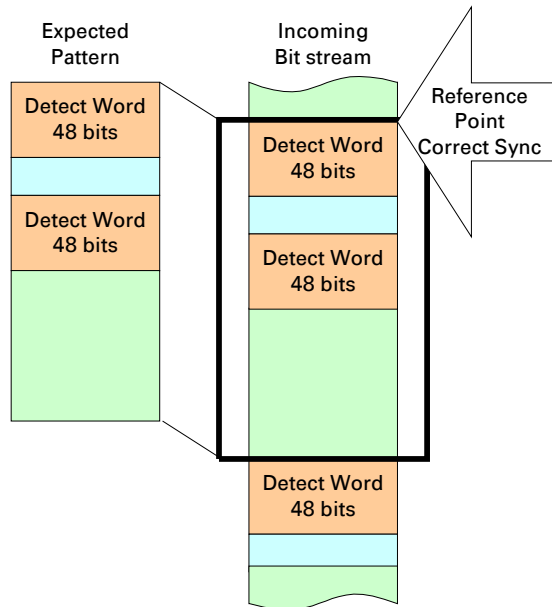 Expected
Pattern
Incoming
Bit stream
Detect Word
48 bits
Detect Word
48 bits
Detect Word
48 bits
Detect Word
48 bits
Detect Word
48 bits
Reference
Point
Correct Sync